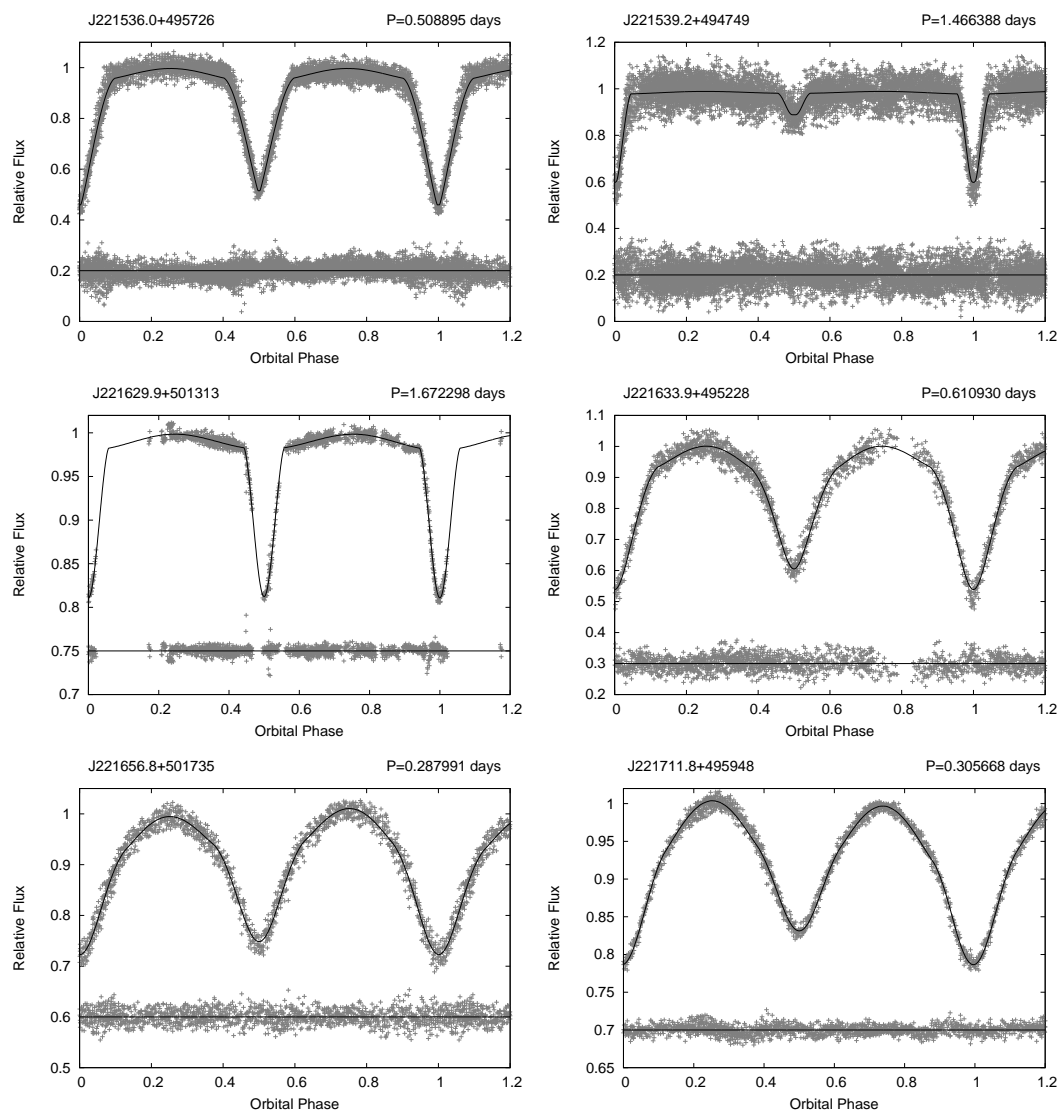 J221536.0+495726 P=0.508895 days
Relative Flux
1
0.8
0.6
0.4
0.2
0
0 0.2 0.4 0.6 0.8 1 1.2
Orbital Phase
J221539.2+494749 P=1.466388 days
Relative Flux
1.2
1
0.8
0.6
0.4
0.2
0
0 0.2 0.4 0.6 0.8 1 1.2
Orbital Phase
J221629.9+501313 P=1.672298 days
Relative Flux
1
0.95
0.9
0.85
0.8
0.75
0.7
0 0.2 0.4 0.6 0.8 1 1.2
Orbital Phase
J221633.9+495228 P=0.610930 days
Relative Flux
1.1
1
0.9
0.8
0.7
0.6
0.5
0.4
0.3
0.2
0 0.2 0.4 0.6 0.8 1 1.2
Orbital Phase
J221656.8+501735 P=0.287991 days
Relative Flux
1
0.9
0.8
0.7
0.6
0.5
0 0.2 0.4 0.6 0.8 1 1.2
Orbital Phase
J221711.8+495948 P=0.305668 days
Relative Flux
1
0.95
0.9
0.85
0.8
0.75
0.7
0.65
0 0.2 0.4 0.6 0.8 1 1.2
Orbital Phase